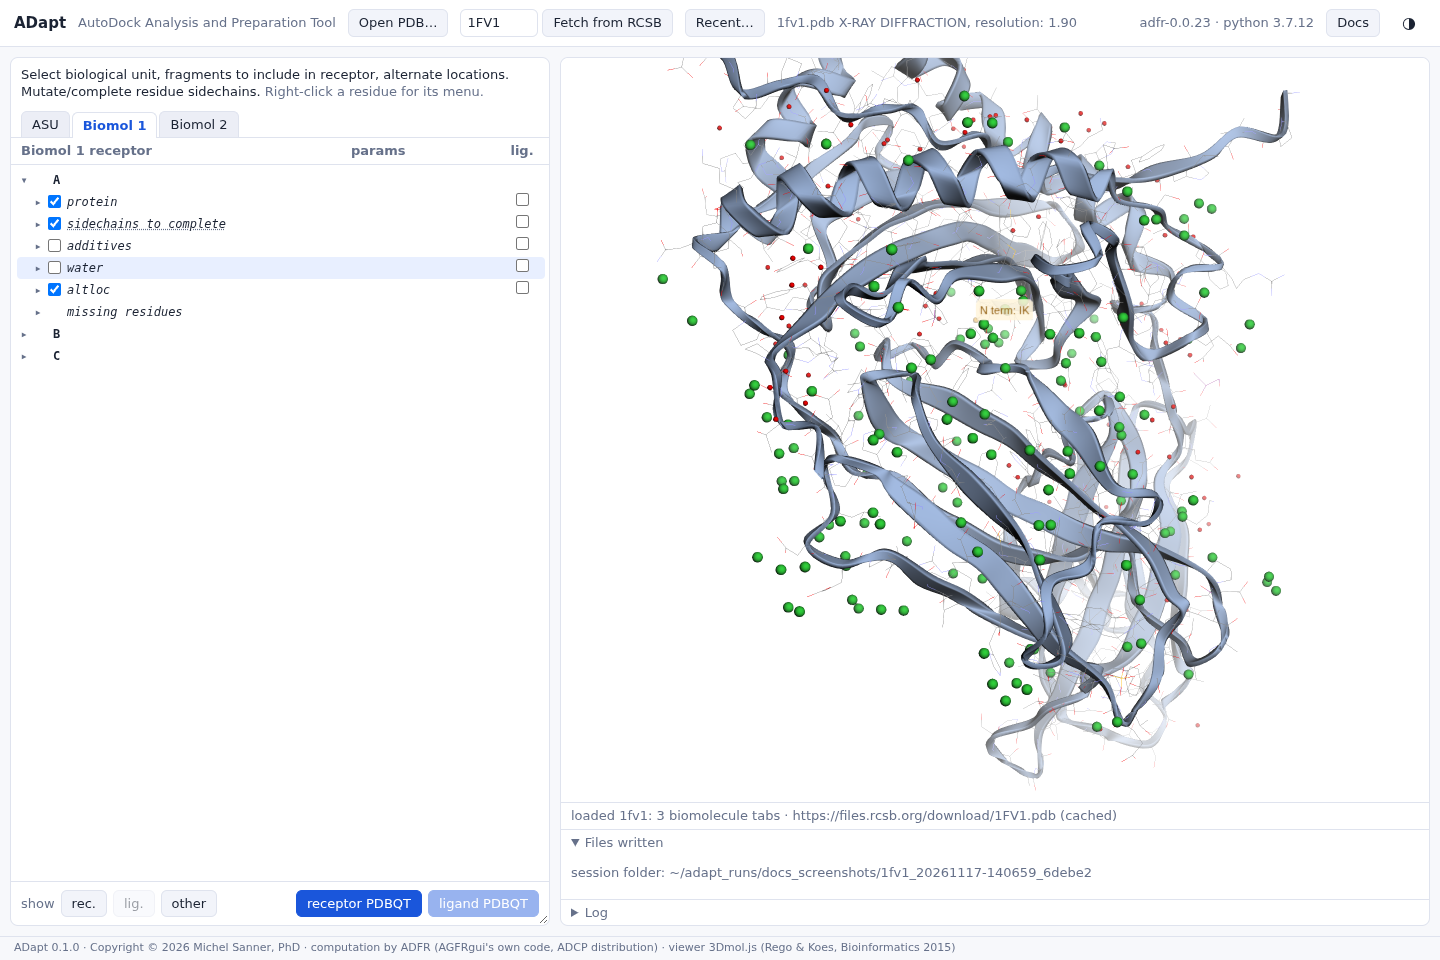 ADapt AutoDock Analysis and Preparation Tool Open PDB... 1FV1 Fetch from RCSB Recent... 1fv1.pdb X-RAY DIFFRACTION, resolution: 1.90 adfr-0.0.23 · python 3.7.12 Docs
Select biological unit, fragments to include in receptor, alternate locations.
Mutate/complete residue sidechains. Right-click a residue for its menu.
ASU Biomol 1 Biomol 2
Biomol 1 receptor params lig.
A
protein
sidechains to complete
additives
water
altloc
missing residues
B
C
show rec. lig. other receptor PDBQT ligand PDBQT
N term: IK
loaded 1fv1: 3 biomolecule tabs · https://files.rcsb.org/download/1FV1.pdb (cached)
Files written
session folder: ~/adapt_runs/docs_screenshots/1fv1_20261117-140659_6debe2
Log
ADapt 0.1.0 · Copyright © 2026 Michel Sanner, PhD · computation by ADFR (AGFRgui's own code, ADCP distribution) · viewer 3Dmol.js (Rego & Koes, Bioinformatics 2015)